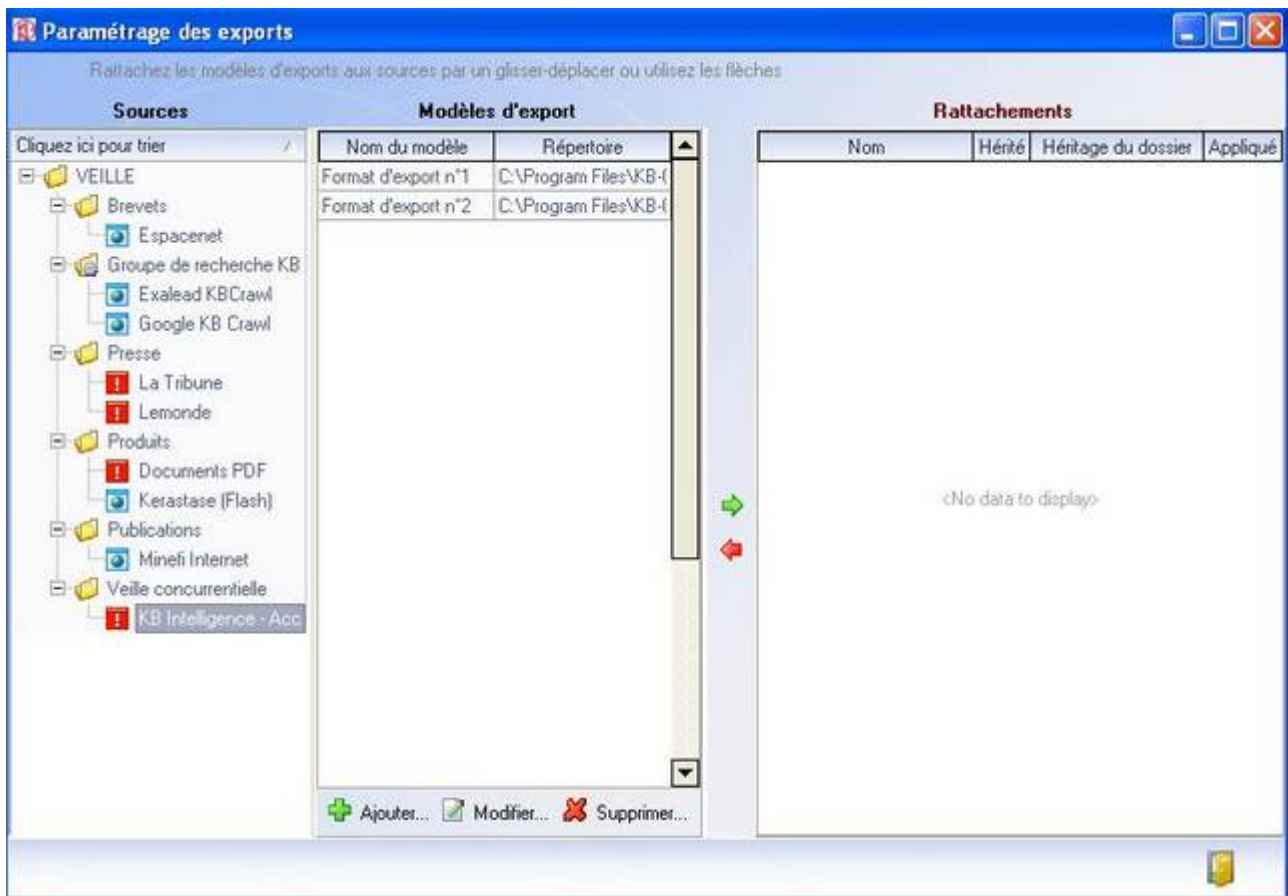 Paramétrage des exports
Rattachez les modèles d'exports aux sources par un glisser-déplacer ou utilisez les flèches
Sources
Cliquez ici pour trier
VEILLE
Brevets
Espacenet
Groupe de recherche KB
Exalead KBCrawl
Google KB Crawl
Presse
La Tribune
Lemonde
Produits
Documents PDF
Kerastase (Flash)
Publications
Minefi Internet
Veille concurrentielle
KB Intelligence - Acc
Modèles d'export
Nom du modèle Répertoire
Format d'export n°1 C:\Program Files\KB-(
Format d'export n°2 C:\Program Files\KB-(
Ajouter... Modifier... Supprimer...
Rattachements
Nom Hérité Héritage du dossier Appliqué
<No data to display>